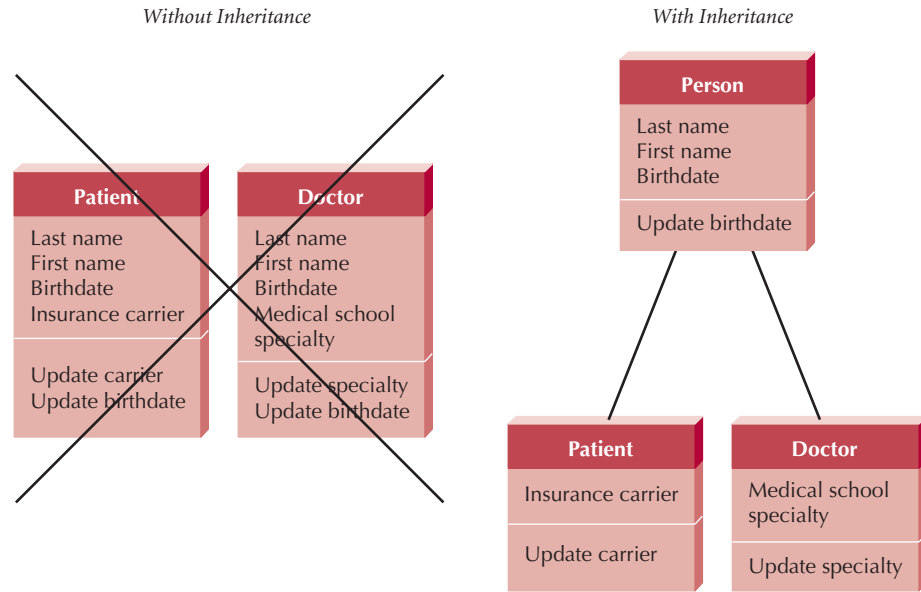 Without Inheritance
Patient
Last name
First name
Birthdate
Insurance carrier
Update carrier
Update birthdate
Doctor
Last name
First name
Birthdate
Medical school
specialty
Update specialty
Update birthdate
With Inheritance
Person
Last name
First name
Birthdate
Update birthdate
Patient
Insurance carrier
Update carrier
Doctor
Medical school
specialty
Update specialty